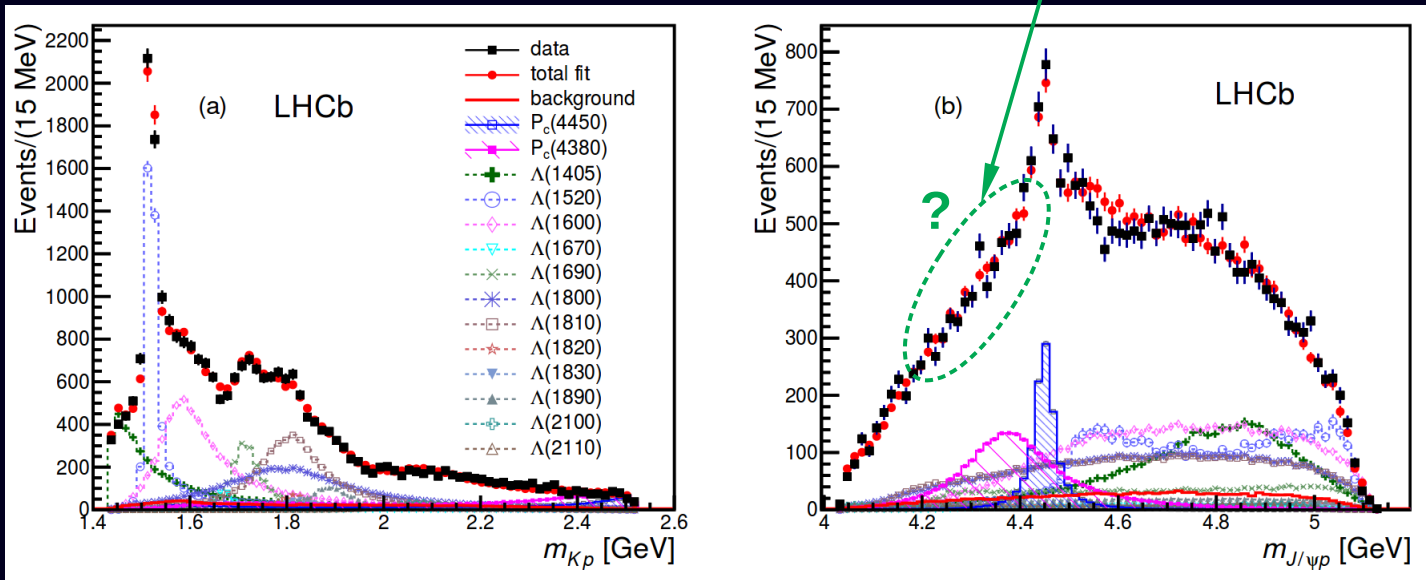 2200
2000
1800
1600
1400
1200
1000
800
600
400
200
0
Events/(15 MeV)
(a)
LHCb
data
total fit
background
P_c(4450)
P_c(4380)
Λ(1405)
Λ(1520)
Λ(1600)
Λ(1670)
Λ(1690)
Λ(1800)
Λ(1810)
Λ(1820)
Λ(1830)
Λ(1890)
Λ(2100)
Λ(2110)
1.4 1.6 1.8 2 2.2 2.4 2.6
m_Kp [GeV]
800
700
600
500
400
300
200
100
0
Events/(15 MeV)
(b)
LHCb
?
4 4.2 4.4 4.6 4.8 5
m_J/ψp [GeV]